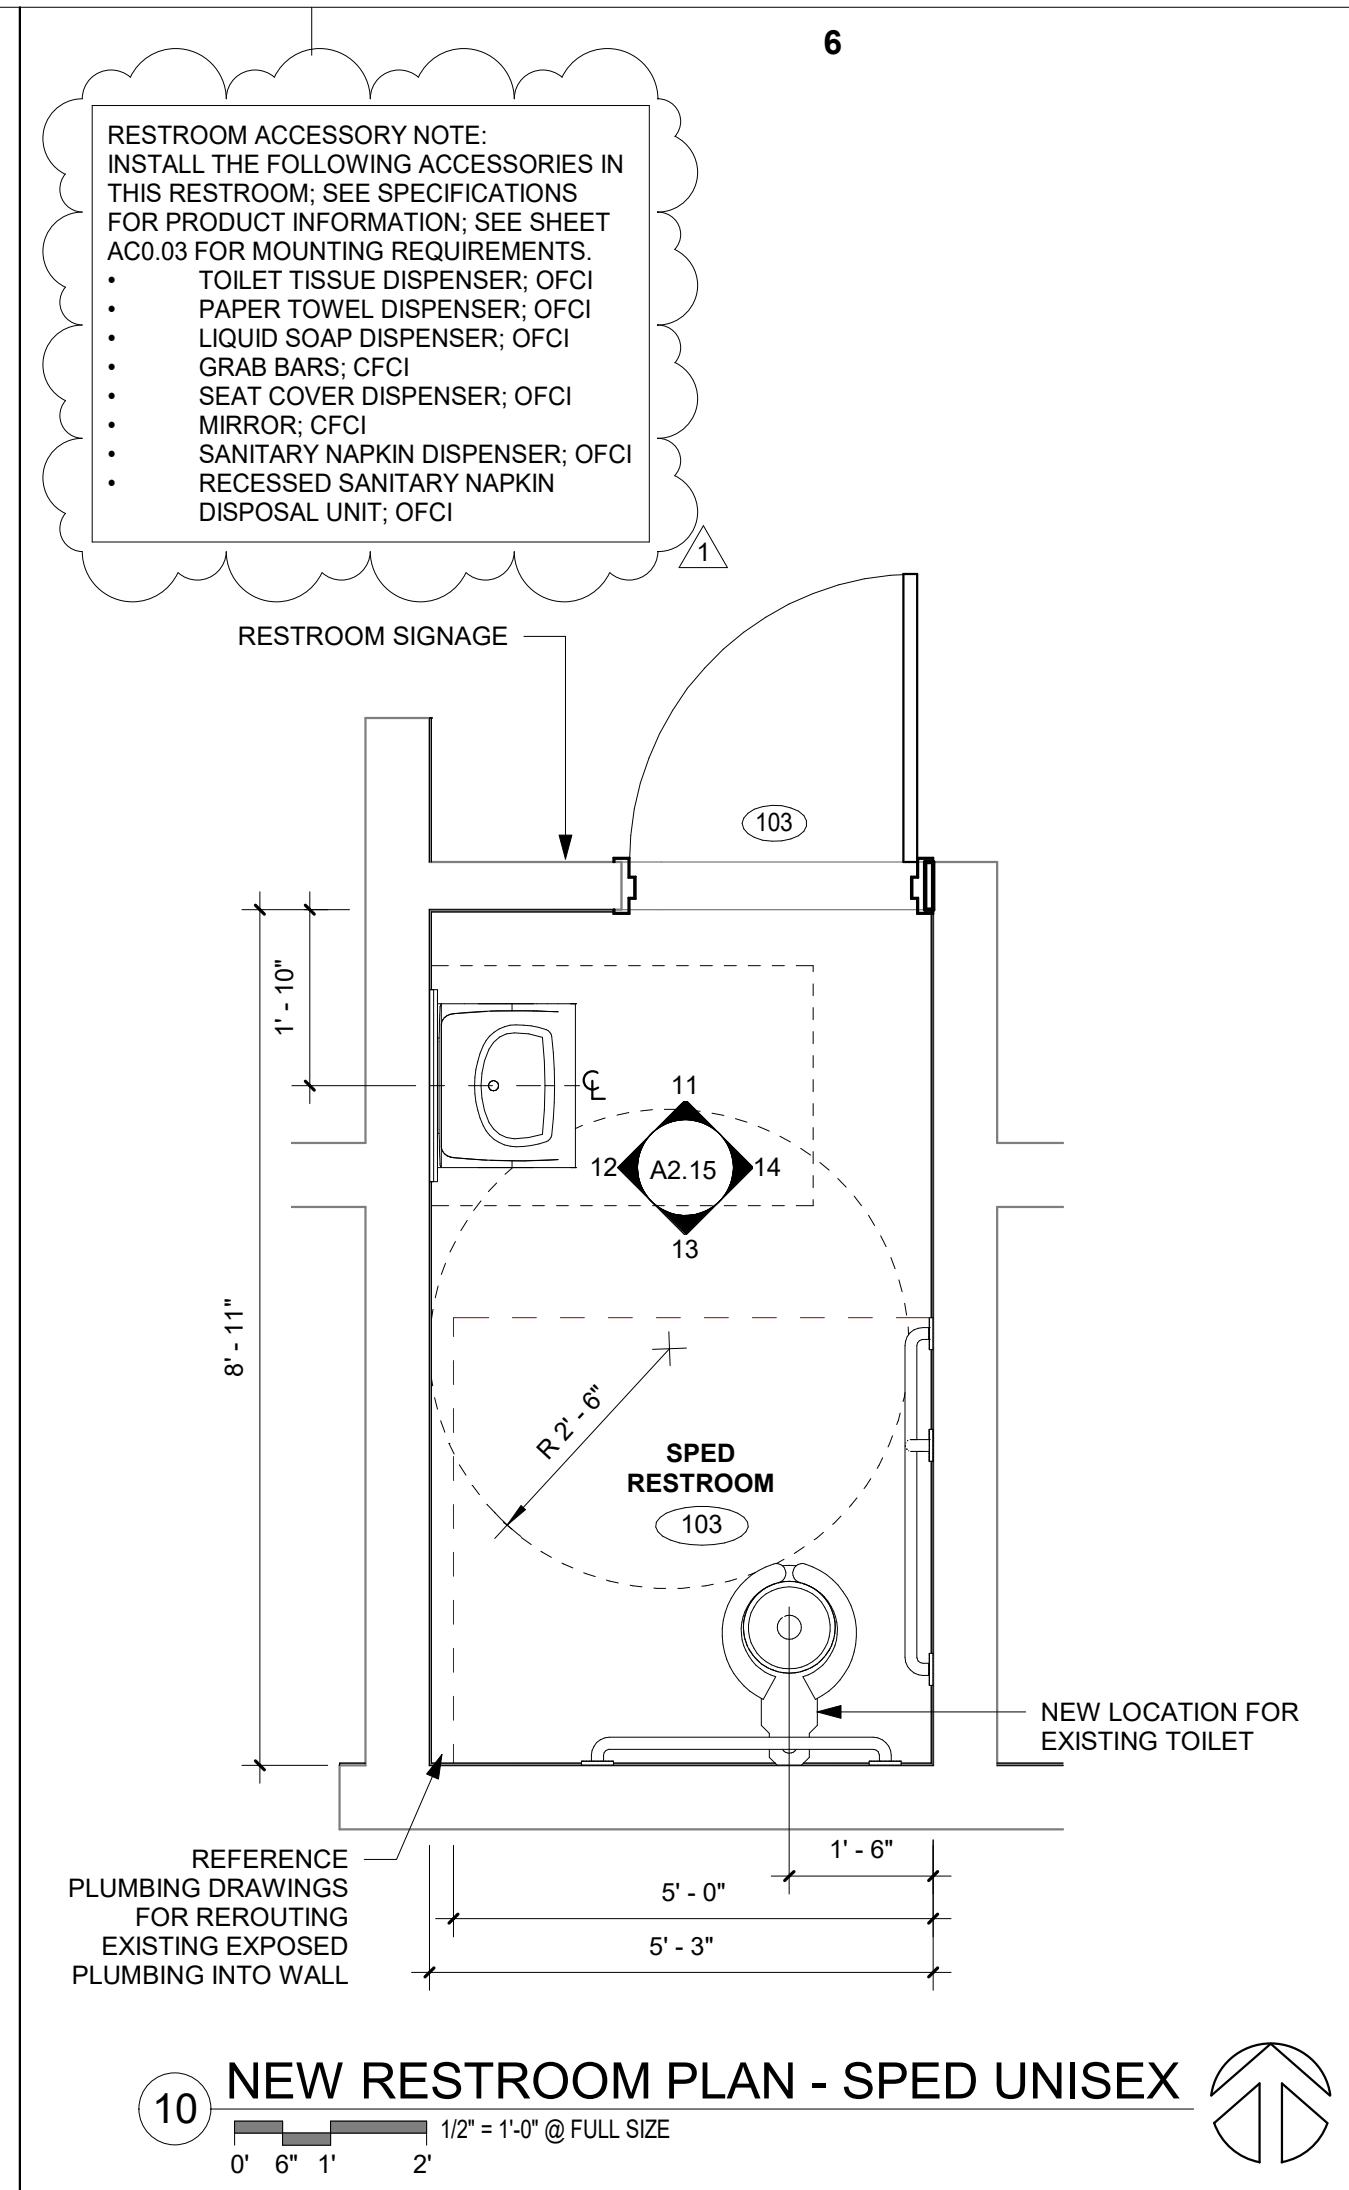 6
RESTROOM ACCESSORY NOTE:
INSTALL THE FOLLOWING ACCESSORIES IN
THIS RESTROOM; SEE SPECIFICATIONS
FOR PRODUCT INFORMATION; SEE SHEET
AC0.03 FOR MOUNTING REQUIREMENTS.
• TOILET TISSUE DISPENSER; OFCI
• PAPER TOWEL DISPENSER; OFCI
• LIQUID SOAP DISPENSER; OFCI
• GRAB BARS; CFCI
• SEAT COVER DISPENSER; OFCI
• MIRROR; CFCI
• SANITARY NAPKIN DISPENSER; OFCI
• RECESSED SANITARY NAPKIN
DISPOSAL UNIT; OFCI
1
RESTROOM SIGNAGE
103
1' - 10"
℄
11
12 A2.15 14
13
8' - 11"
R 2' - 6"
SPED
RESTROOM
103
NEW LOCATION FOR
EXISTING TOILET
REFERENCE
PLUMBING DRAWINGS
FOR REROUTING
EXISTING EXPOSED
PLUMBING INTO WALL
1' - 6"
5' - 0"
5' - 3"
10
NEW RESTROOM PLAN - SPED UNISEX
1/2" = 1'-0" @ FULL SIZE
0' 6" 1' 2'